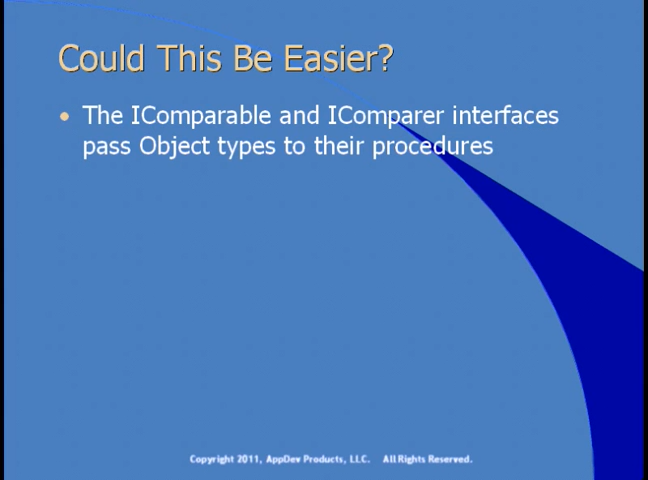 Could This Be Easier?
• The IComparable and IComparer interfaces
pass Object types to their procedures
Copyright 2011, AppDev Products, LLC. All Rights Reserved.